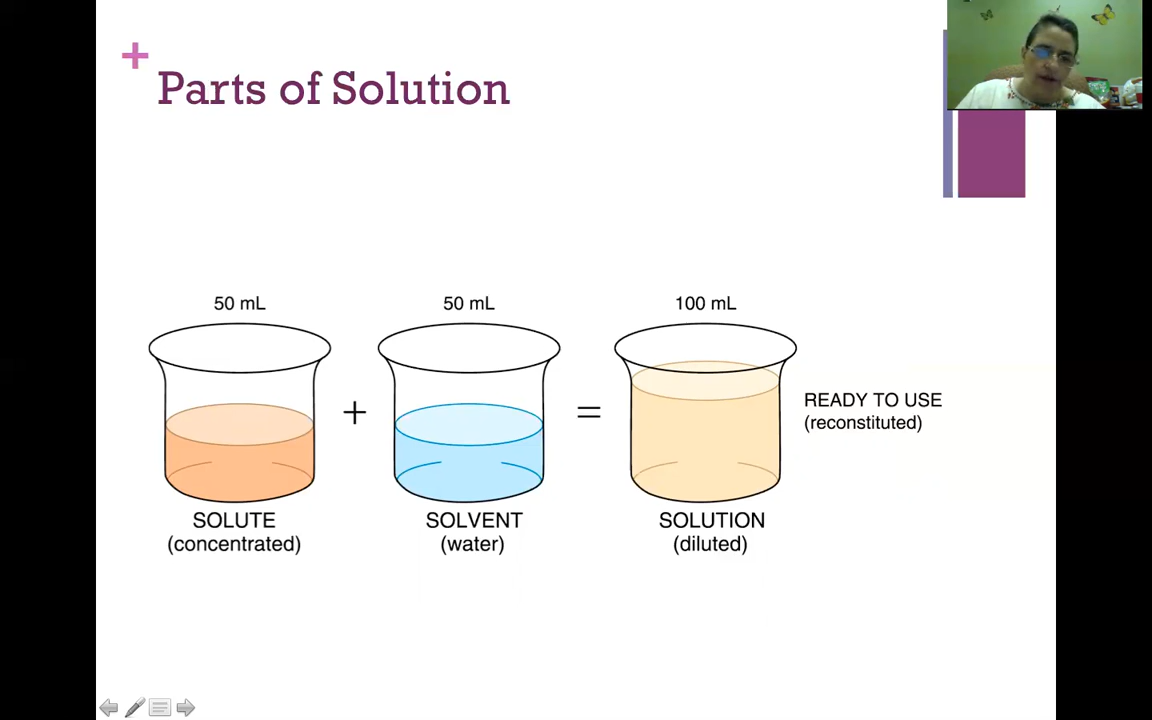 +
Parts of Solution
50 mL
50 mL
100 mL
+
=
READY TO USE
(reconstituted)
SOLUTE
(concentrated)
SOLVENT
(water)
SOLUTION
(diluted)